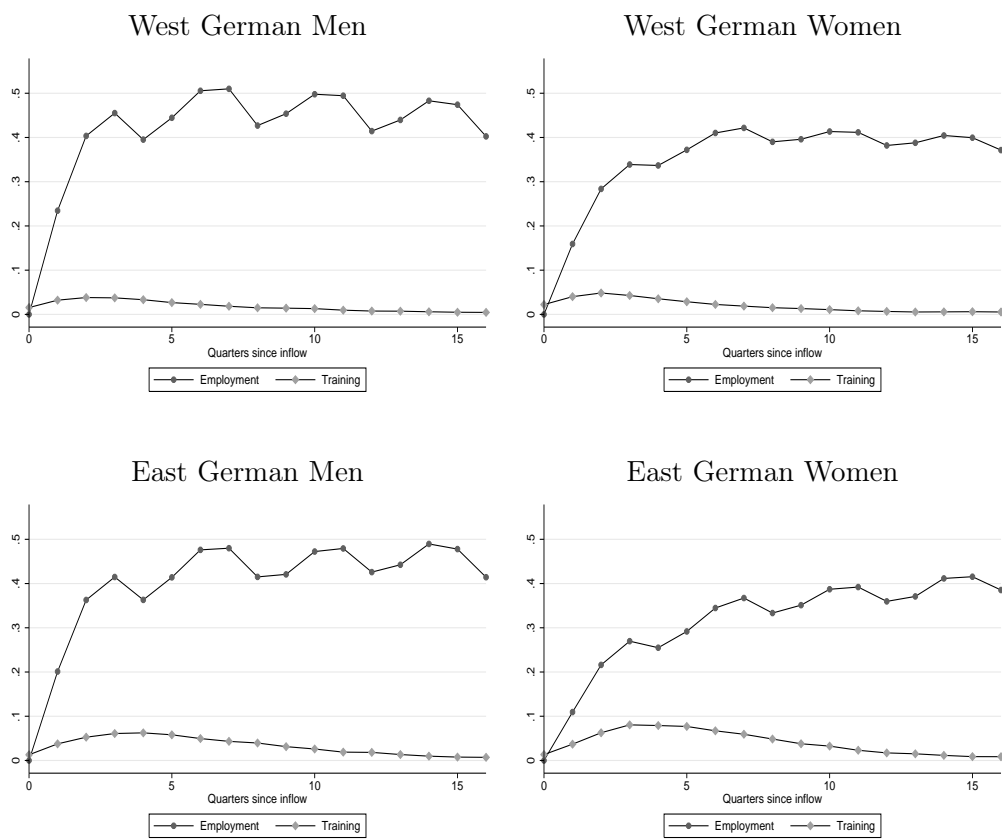 West German Men
.5
.4
.3
.2
.1
0
0 5 10 15
Quarters since inflow
Employment Training
West German Women
.5
.4
.3
.2
.1
0
0 5 10 15
Quarters since inflow
Employment Training
East German Men
.5
.4
.3
.2
.1
0
0 5 10 15
Quarters since inflow
Employment Training
East German Women
.5
.4
.3
.2
.1
0
0 5 10 15
Quarters since inflow
Employment Training